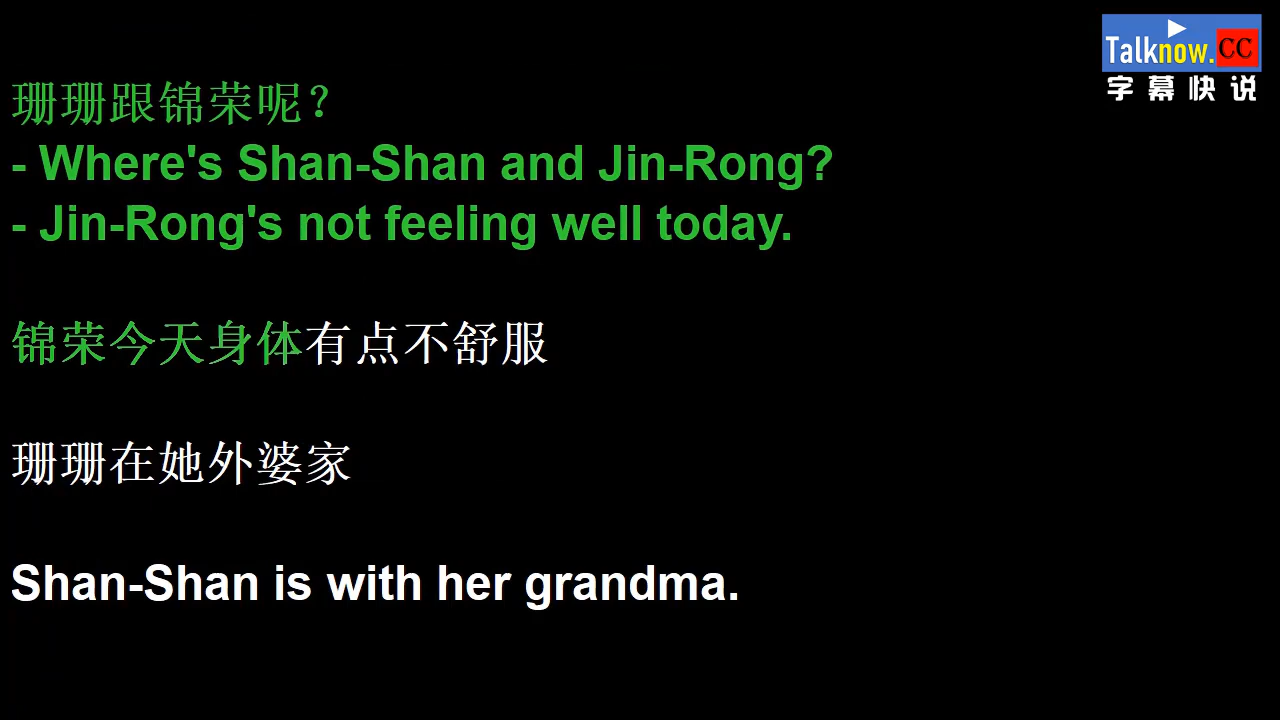 Talknow.CC
字幕快说
珊珊跟锦荣呢？
- Where's Shan-Shan and Jin-Rong?
- Jin-Rong's not feeling well today.
锦荣今天身体有点不舒服
珊珊在她外婆家
Shan-Shan is with her grandma.